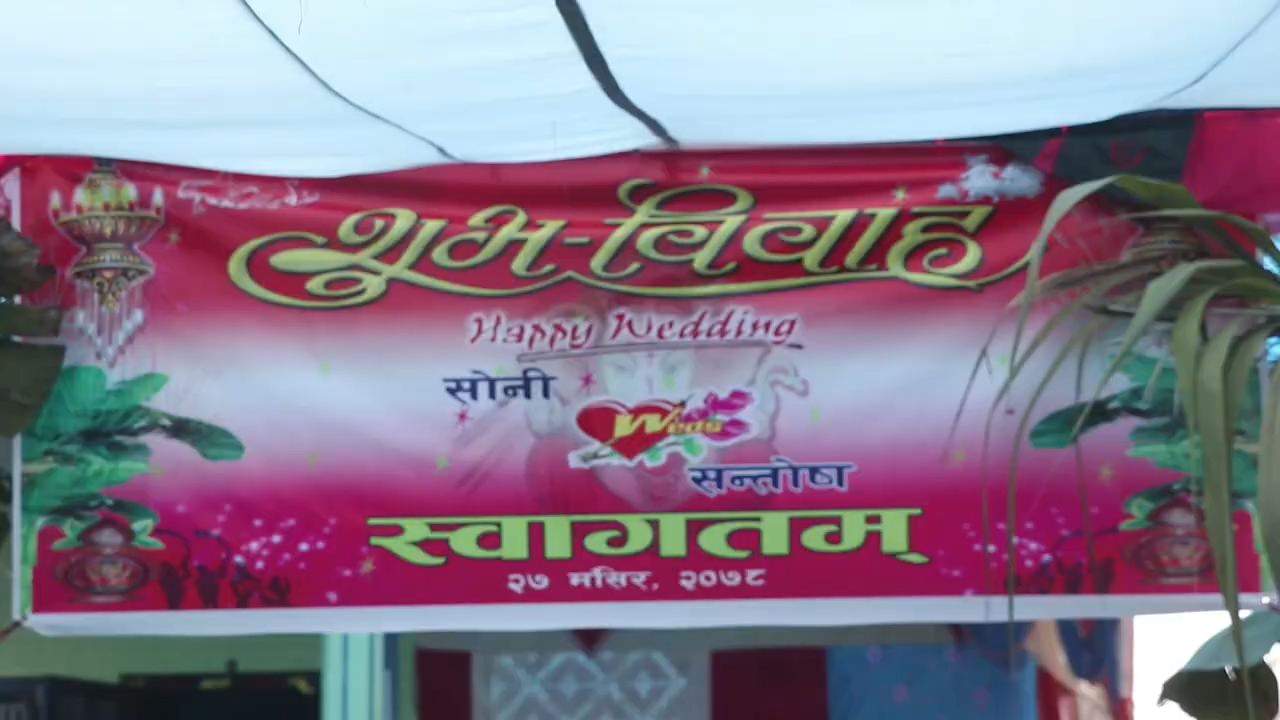 शुभ-विवाह
Happy Wedding
सोनी
Weds
सन्तोष
स्वागतम्
२७ मंसिर, २०७८